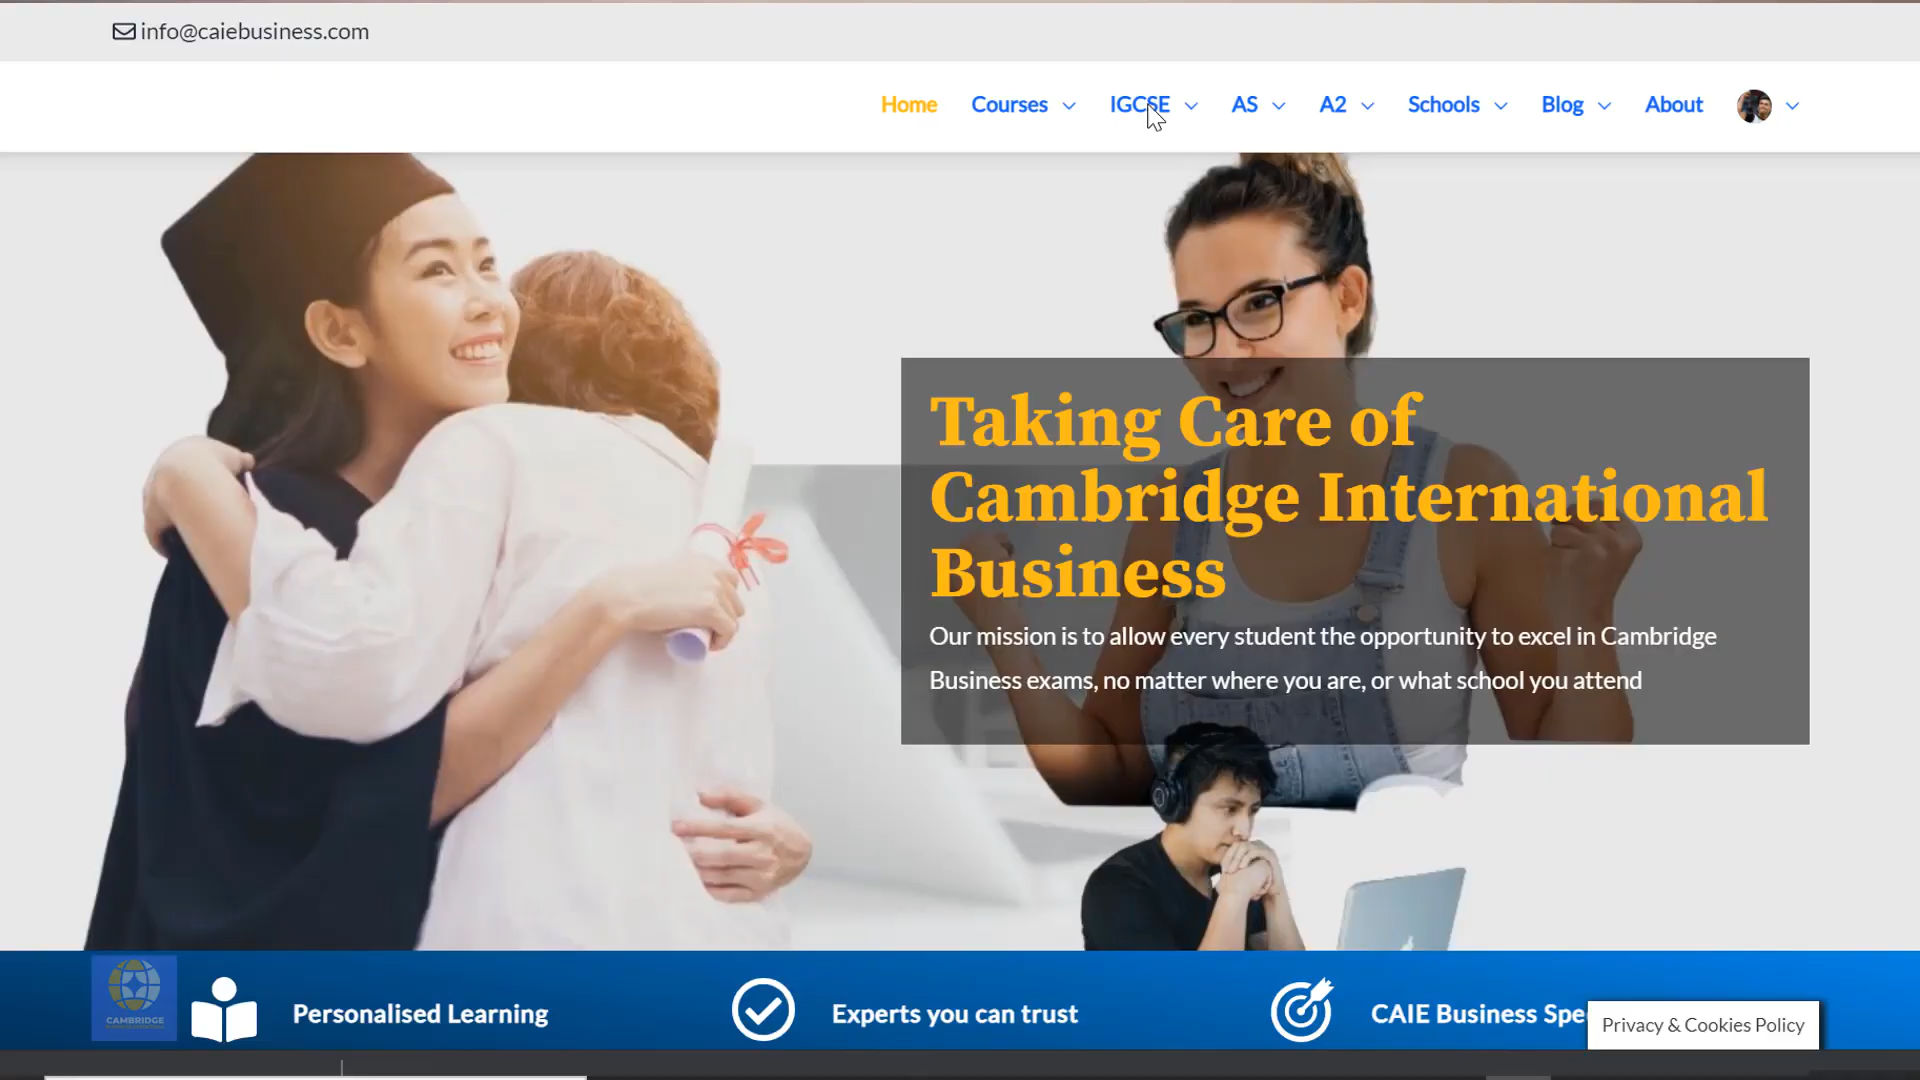 info@caiebusiness.com
Home Courses IGCSE AS A2 Schools Blog About
Taking Care of
Cambridge International
Business
Our mission is to allow every student the opportunity to excel in Cambridge
Business exams, no matter where you are, or what school you attend
CAMBRIDGE
Personalised Learning
Experts you can trust
CAIE Business Spe
Privacy & Cookies Policy